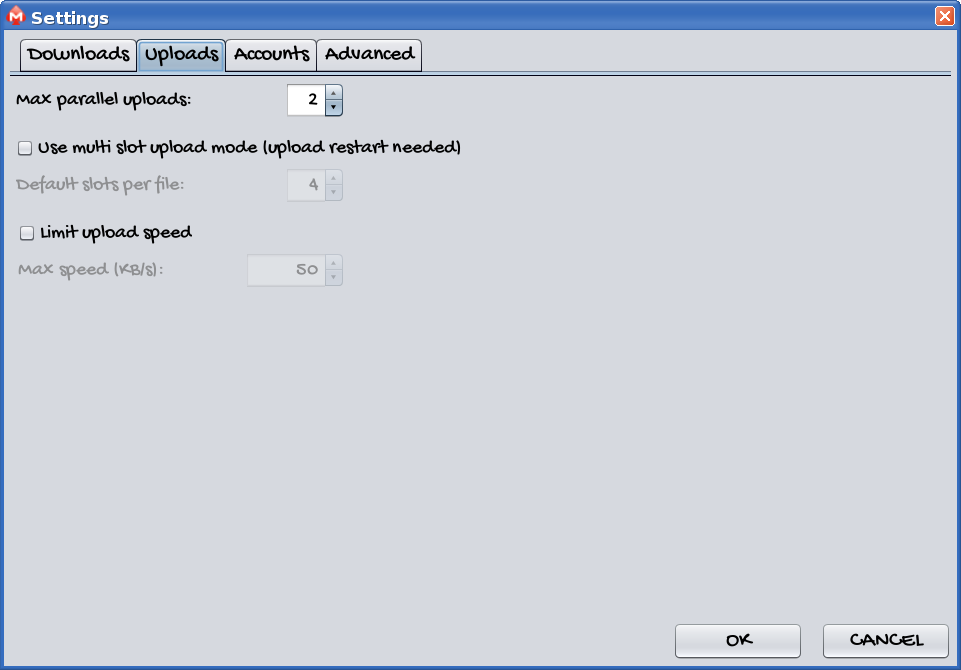 Settings
Downloads Uploads Accounts Advanced
Max parallel uploads: 2
Use multi slot upload mode (upload restart needed)
Default slots per file: 4
Limit upload speed
Max speed (KB/s): 50
OK CANCEL